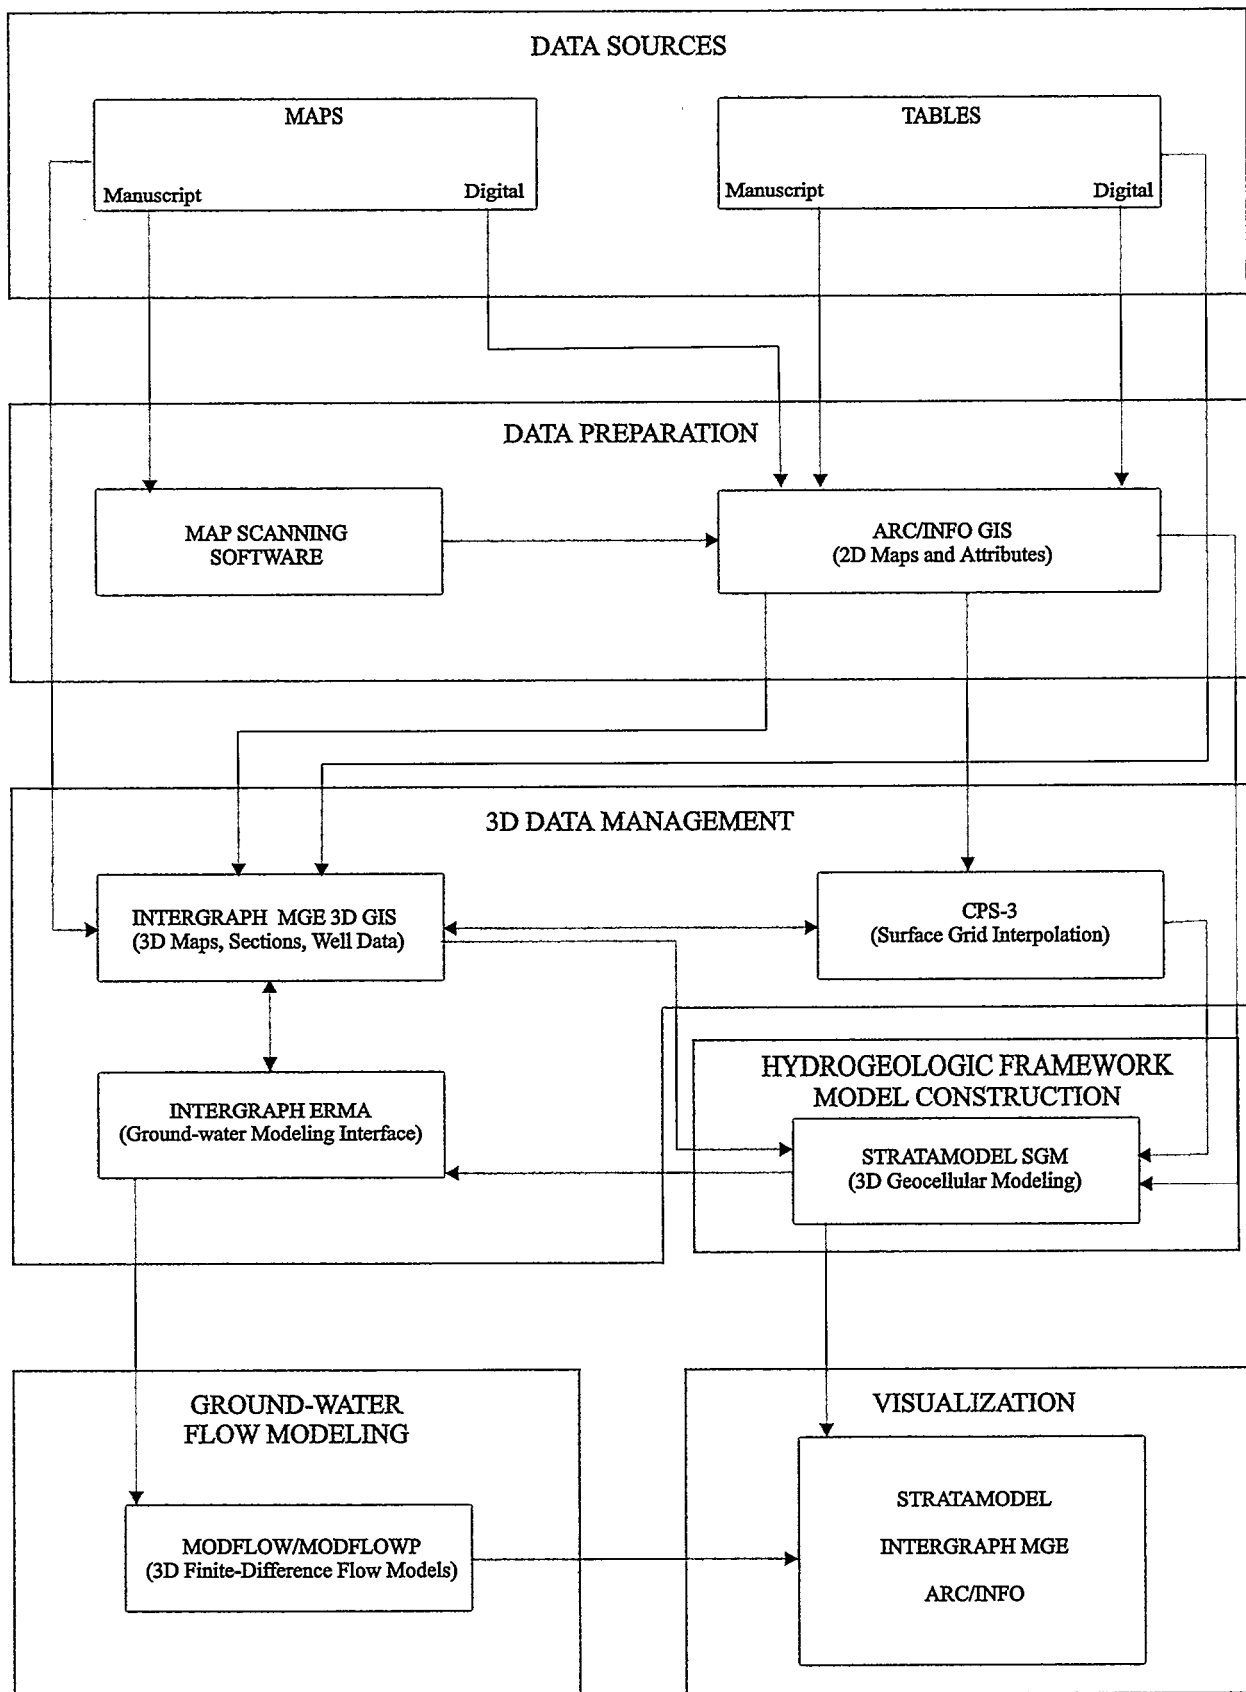 DATA SOURCES
MAPS
Manuscript
Digital
TABLES
Manuscript
Digital
DATA PREPARATION
MAP SCANNING
SOFTWARE
ARC/INFO GIS
(2D Maps and Attributes)
3D DATA MANAGEMENT
INTERGRAPH MGE 3D GIS
(3D Maps, Sections, Well Data)
CPS-3
(Surface Grid Interpolation)
INTERGRAPH ERMA
(Ground-water Modeling Interface)
HYDROGEOLOGIC FRAMEWORK
MODEL CONSTRUCTION
STRATAMODEL SGM
(3D Geocellular Modeling)
GROUND-WATER
FLOW MODELING
MODFLOW/MODFLOWP
(3D Finite-Difference Flow Models)
VISUALIZATION
STRATAMODEL
INTERGRAPH MGE
ARC/INFO